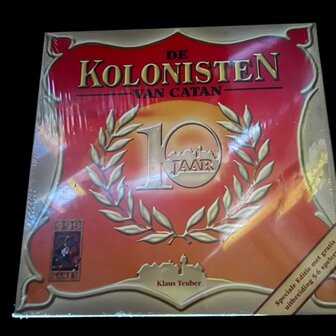 DE
KOLONISTEN
VAN CATAN
10
JAAR
999
GAMES
Klaus Teuber
Speciale Editie met gratis
uitbreiding 5-6 spelers